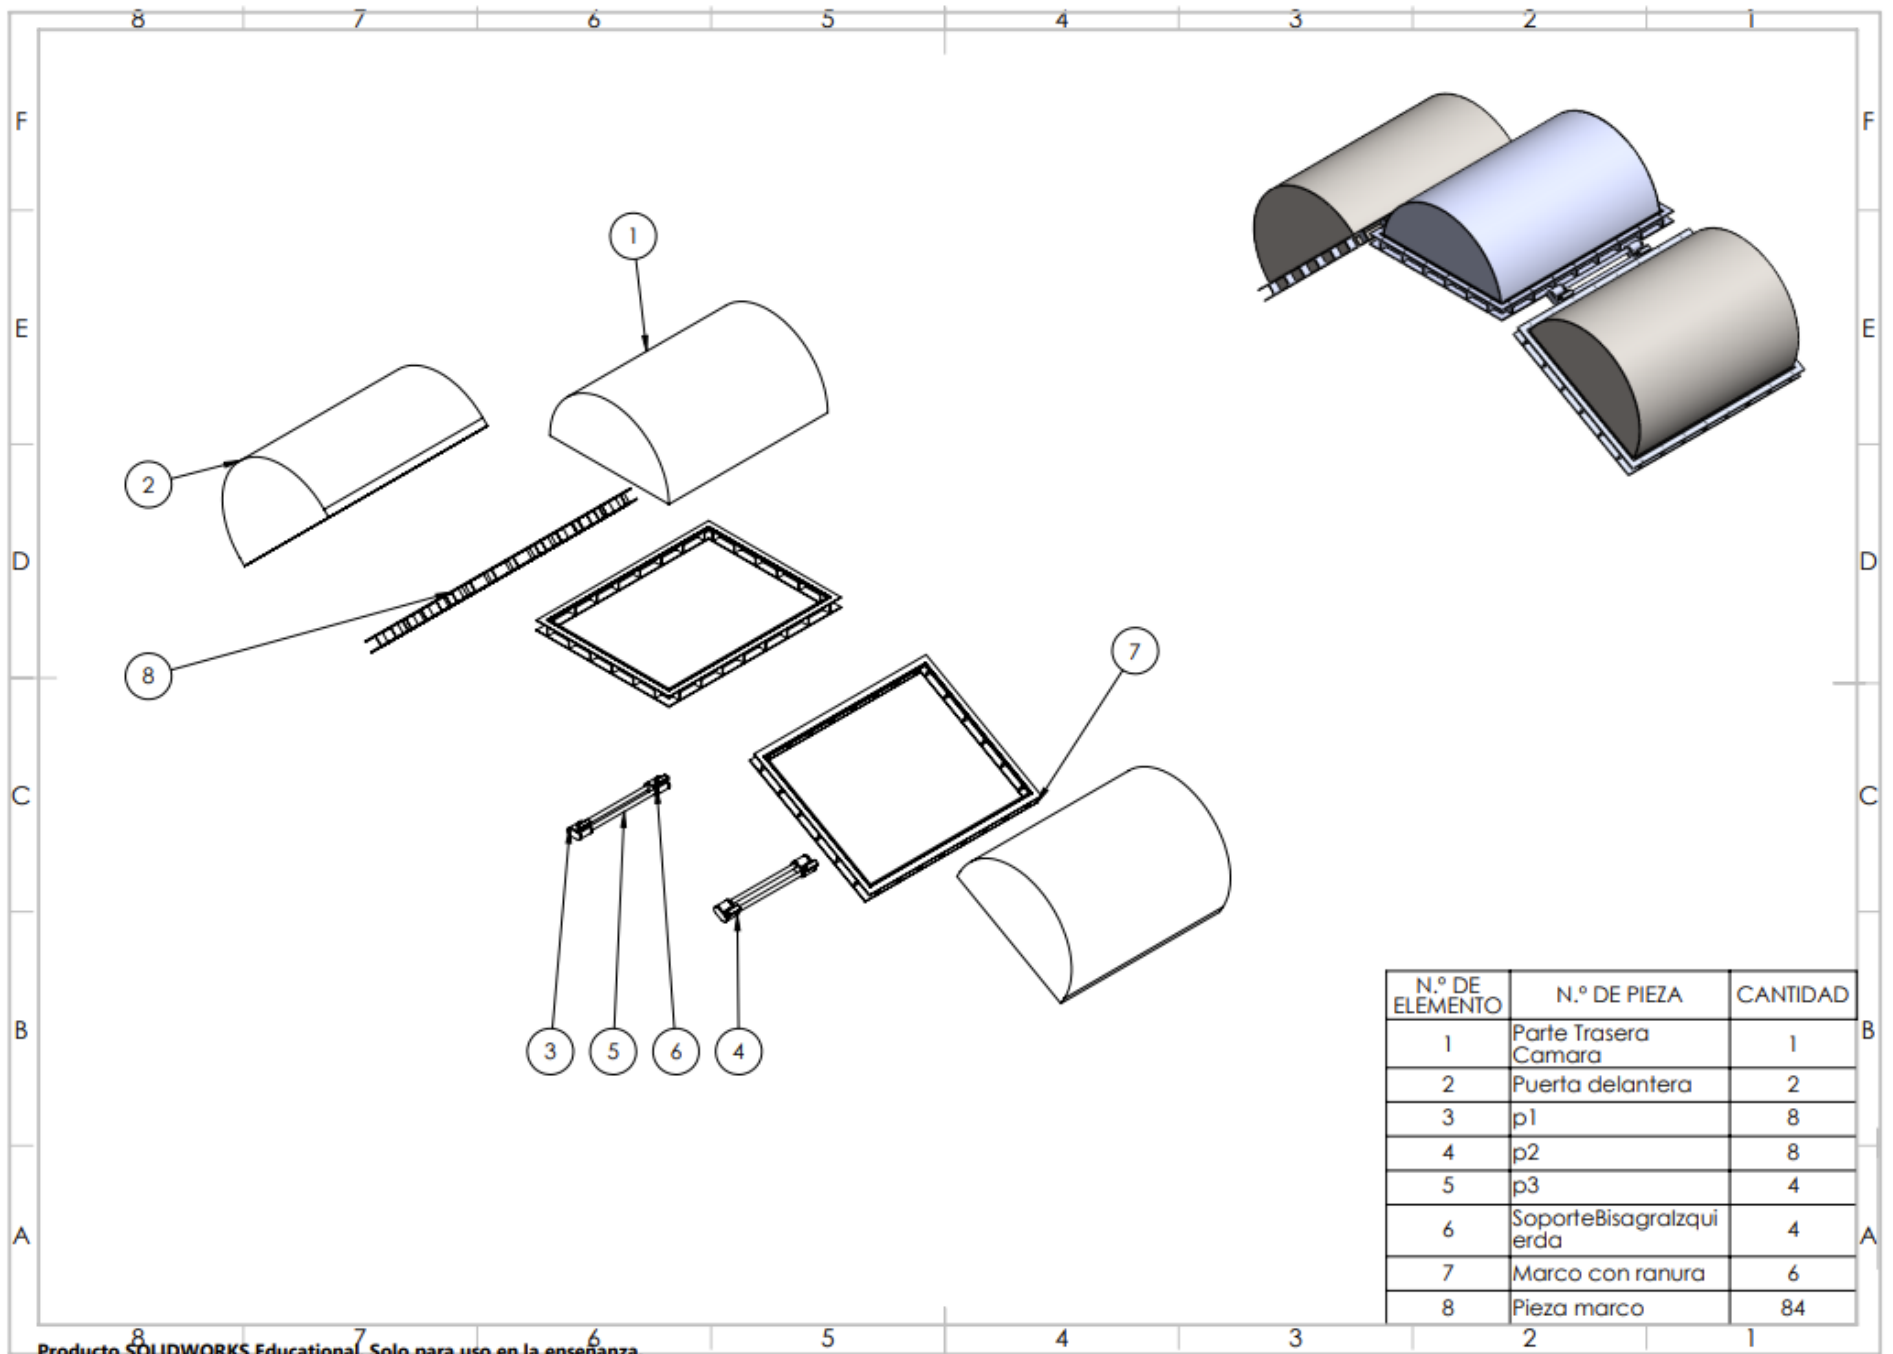 8 7 6 5 4 3 2 1
F F
1
E E
2
D D
8
7
C C
3 5 6 4
N.º DE ELEMENTO N.º DE PIEZA CANTIDAD
1 Parte Trasera Camara 1
B B
2 Puerta delantera 2
3 p1 8
4 p2 8
5 p3 4
6 SoporteBisagraIzquierda 4
A A
7 Marco con ranura 6
8 Pieza marco 84
8 7 6 5 4 3 2 1
Producto SOLIDWORKS Educational. Solo para uso en la enseñanza.